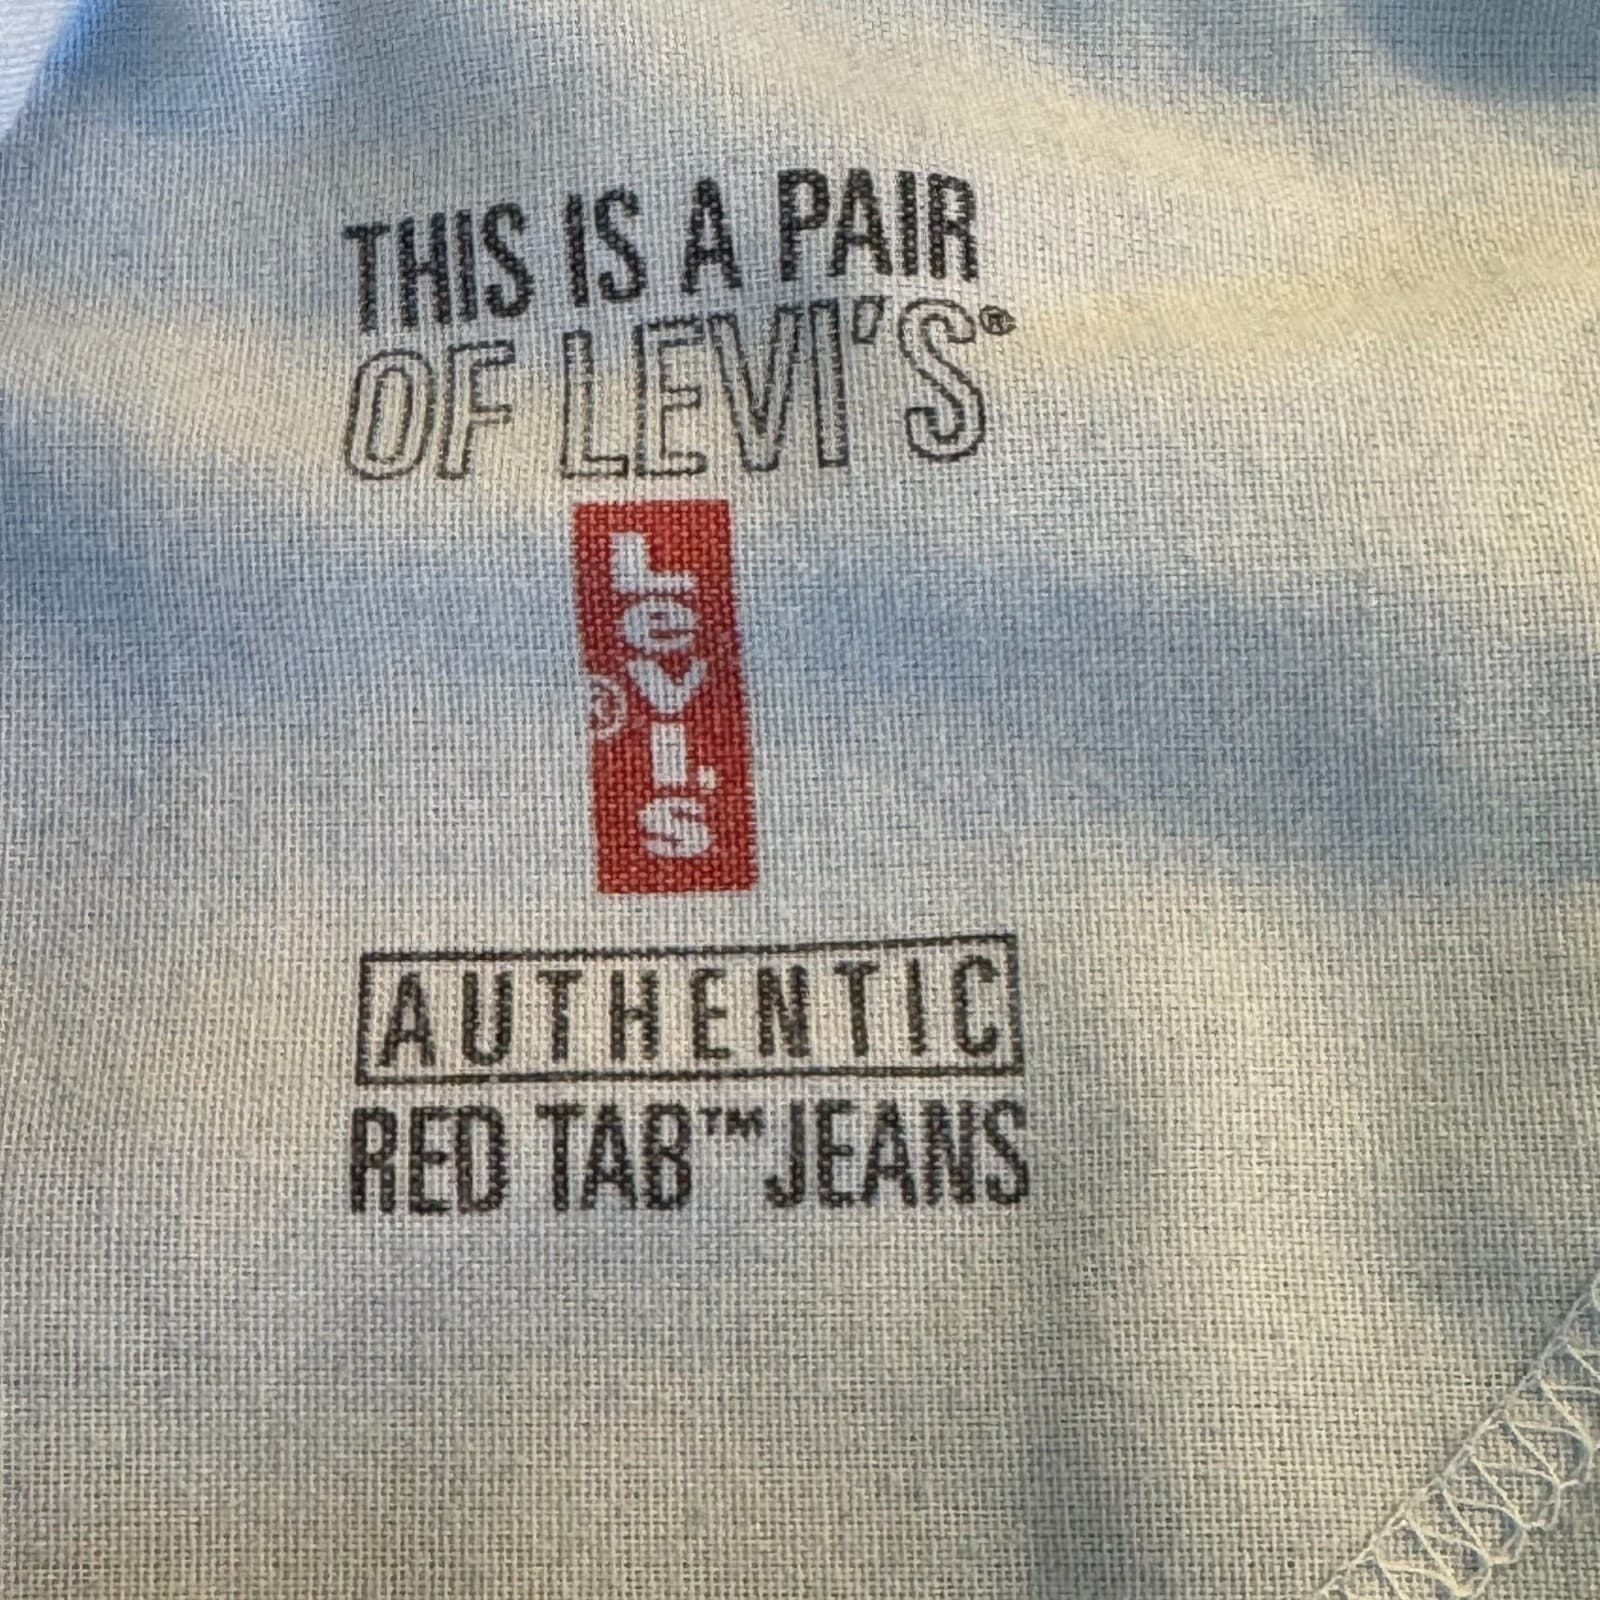 THIS IS A PAIR
OF LEVI'S®
LEVI'S
®
AUTHENTIC
RED TAB™ JEANS